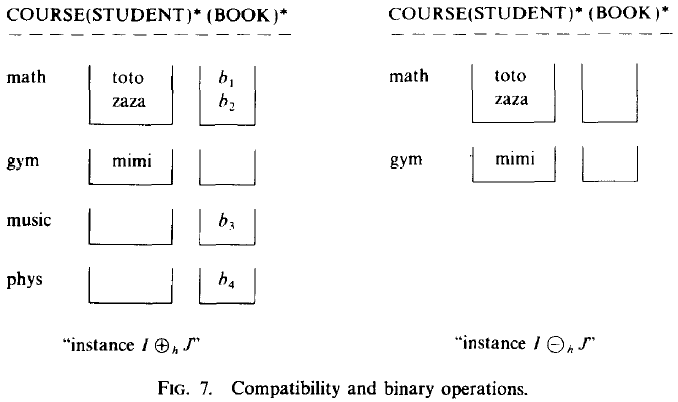 COURSE(STUDENT)* (BOOK)*
math toto b₁
zaza b₂
gym mimi
music b₃
phys b₄
"instance I ⊕ₕ J"
COURSE(STUDENT)* (BOOK)*
math toto
zaza
gym mimi
"instance I ⊖ₕ J"
FIG. 7. Compatibility and binary operations.